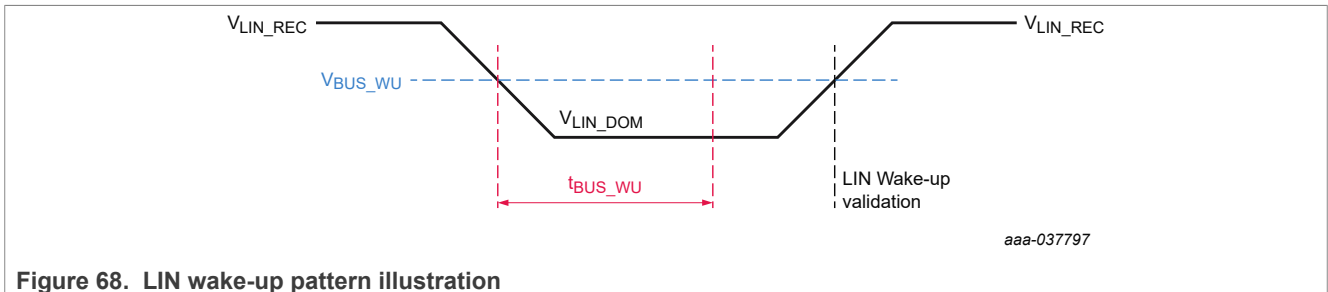 VLIN_REC
VLIN_REC
VBUS_WU
VLIN_DOM
tBUS_WU
LIN Wake-up
validation
aaa-037797
Figure 68. LIN wake-up pattern illustration